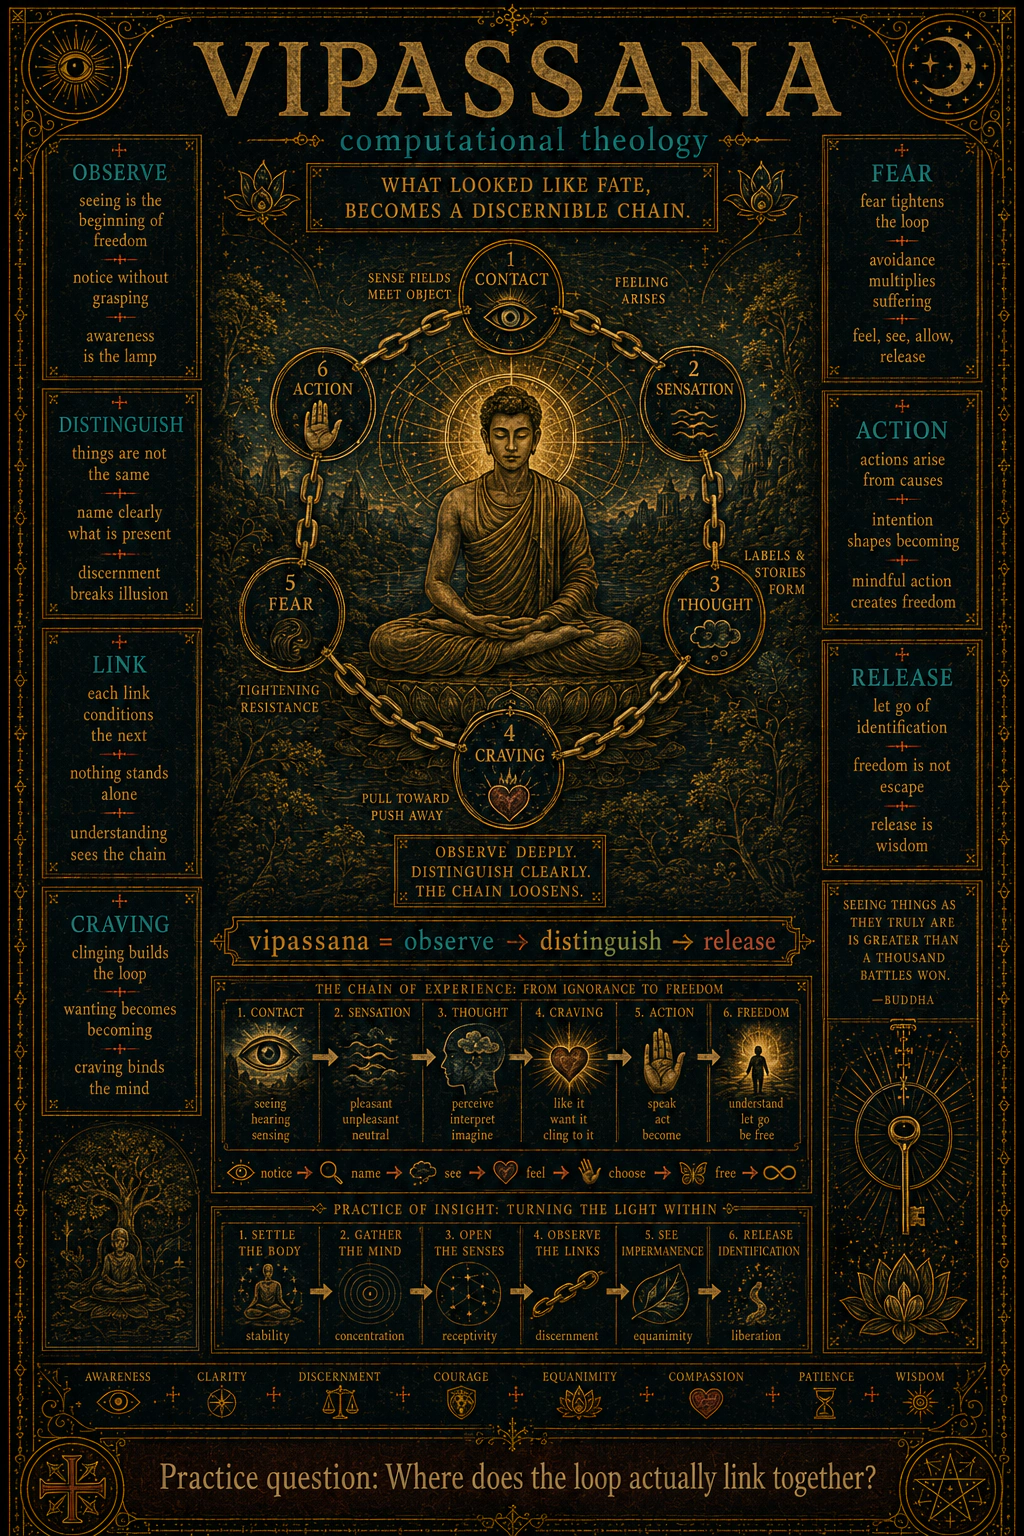 VIPASSANA
computational theology
WHAT LOOKED LIKE FATE,
BECOMES A DISCERNIBLE CHAIN.
OBSERVE
seeing is the
beginning of
freedom
notice without
grasping
awareness
is the lamp
DISTINGUISH
things are not
the same
name clearly
what is present
discernment
breaks illusion
LINK
each link
conditions
the next
nothing stands
alone
understanding
sees the chain
CRAVING
clinging builds
the loop
wanting becomes
becoming
craving binds
the mind
1
CONTACT
SENSE FIELDS
MEET OBJECT
FEELING
ARISES
2
SENSATION
LABELS &
STORIES
FORM
3
THOUGHT
4
CRAVING
PULL TOWARD
PUSH AWAY
5
FEAR
TIGHTENING
RESISTANCE
6
ACTION
OBSERVE DEEPLY.
DISTINGUISH CLEARLY.
THE CHAIN LOOSENS.
FEAR
fear tightens
the loop
avoidance
multiplies
suffering
feel, see, allow,
release
ACTION
actions arise
from causes
intention
shapes becoming
mindful action
creates freedom
RELEASE
let go of
identification
freedom is not
escape
release is
wisdom
SEEING THINGS AS
THEY TRULY ARE
IS GREATER THAN
A THOUSAND
BATTLES WON.
—BUDDHA
vipassana = observe → distinguish → release
THE CHAIN OF EXPERIENCE: FROM IGNORANCE TO FREEDOM
1. CONTACT
seeing
hearing
sensing
2. SENSATION
pleasant
unpleasant
neutral
3. THOUGHT
perceive
interpret
imagine
4. CRAVING
like it
want it
cling to it
5. ACTION
speak
act
become
6. FREEDOM
understand
let go
be free
notice → name → see → feel → choose → free →
PRACTICE OF INSIGHT: TURNING THE LIGHT WITHIN
1. SETTLE
THE BODY
stability
2. GATHER
THE MIND
concentration
3. OPEN
THE SENSES
receptivity
4. OBSERVE
THE LINKS
discernment
5. SEE
IMPERMANENCE
equanimity
6. RELEASE
IDENTIFICATION
liberation
AWARENESS
CLARITY
DISCERNMENT
COURAGE
EQUANIMITY
COMPASSION
PATIENCE
WISDOM
Practice question: Where does the loop actually link together?